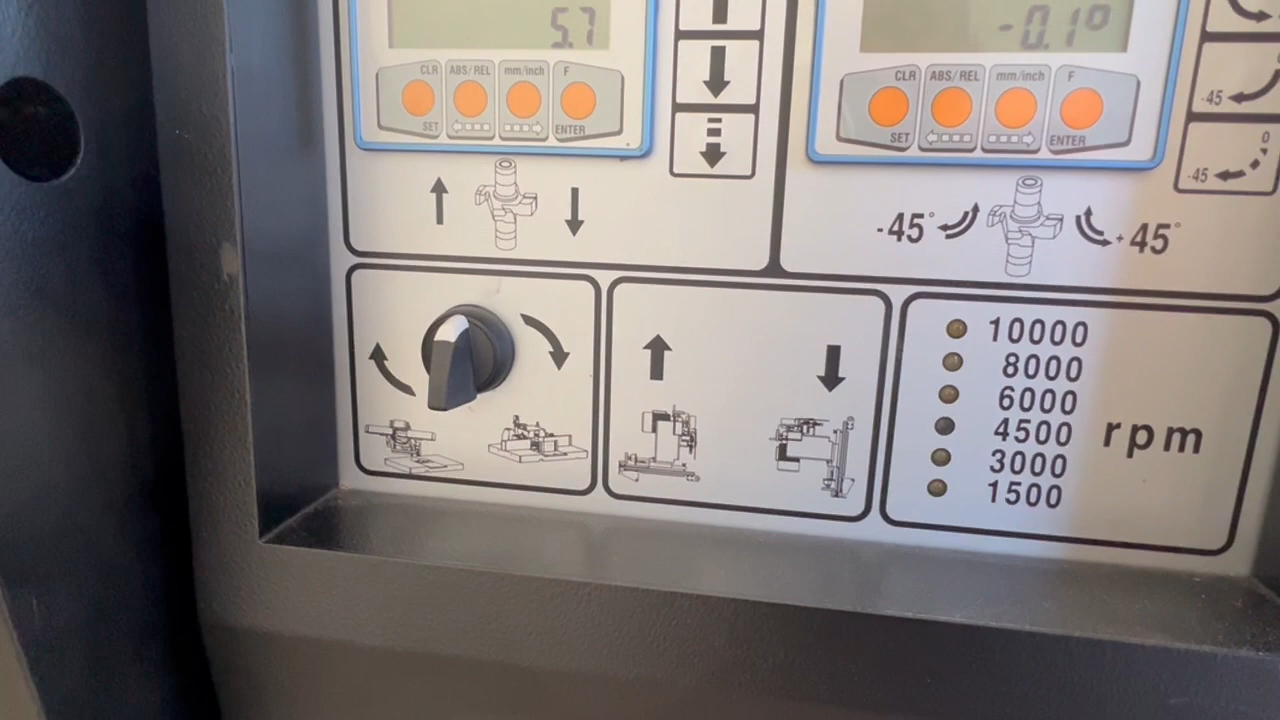 5.7
CLR ABS/REL mm/inch F
SET ENTER
-0.1°
CLR ABS/REL mm/inch F
SET ENTER
-45
0
-45
-45° +45°
10000
8000
6000
4500 rpm
3000
1500